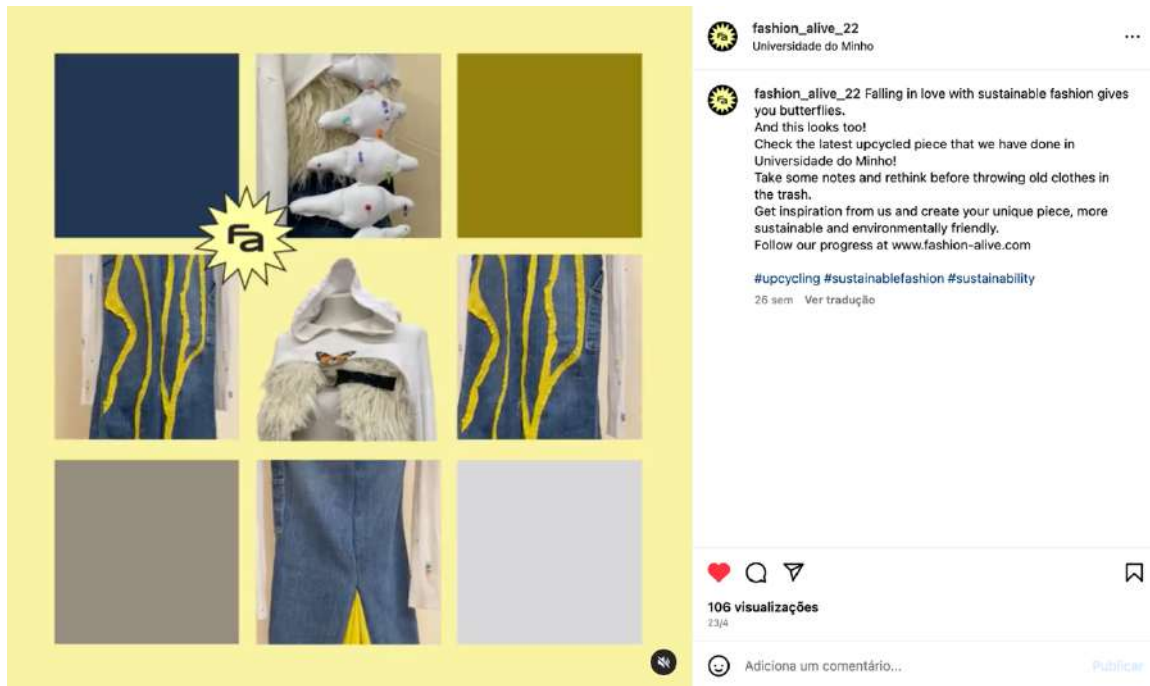 Fa
fashion_alive_22
Universidade do Minho
fashion_alive_22 Falling in love with sustainable fashion gives
you butterflies.
And this looks too!
Check the latest upcycled piece that we have done in
Universidade do Minho!
Take some notes and rethink before throwing old clothes in
the trash.
Get inspiration from us and create your unique piece, more
sustainable and environmentally friendly.
Follow our progress at www.fashion-alive.com
#upcycling #sustainablefashion #sustainability
26 sem Ver tradução
106 visualizações
23/4
Adiciona um comentário... Publicar